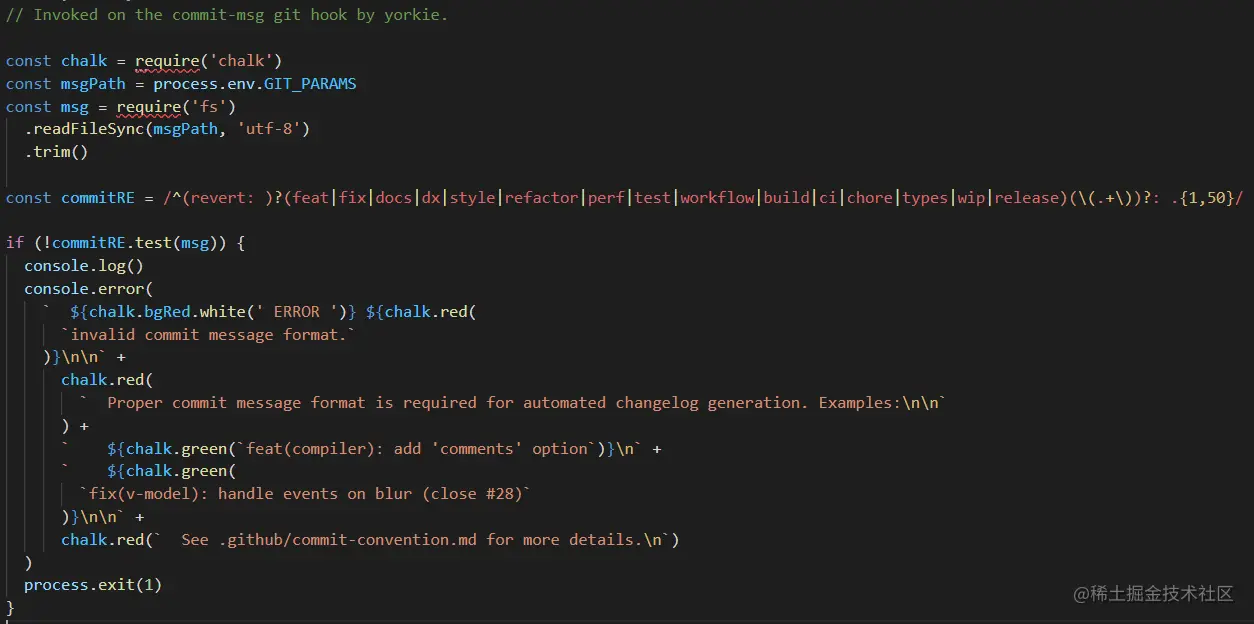 // Invoked on the commit-msg git hook by yorkie.
const chalk = require('chalk')
const msgPath = process.env.GIT_PARAMS
const msg = require('fs')
.readFileSync(msgPath, 'utf-8')
.trim()
const commitRE = /^(revert: )?(feat|fix|docs|dx|style|refactor|perf|test|workflow|build|ci|chore|types|wip|release)(\(.+\))?: .{1,50}/
if (!commitRE.test(msg)) {
console.log()
console.error(
`  ${chalk.bgRed.white(' ERROR ')} ${chalk.red(
`invalid commit message format.`
)}\n\n` +
chalk.red(
`  Proper commit message format is required for automated changelog generation. Examples:\n\n`
) +
`    ${chalk.green(`feat(compiler): add 'comments' option`)}\n` +
`    ${chalk.green(
`fix(v-model): handle events on blur (close #28)`
)}\n\n` +
chalk.red(`  See .github/commit-convention.md for more details.\n`)
)
process.exit(1)
}
@稀土掘金技术社区